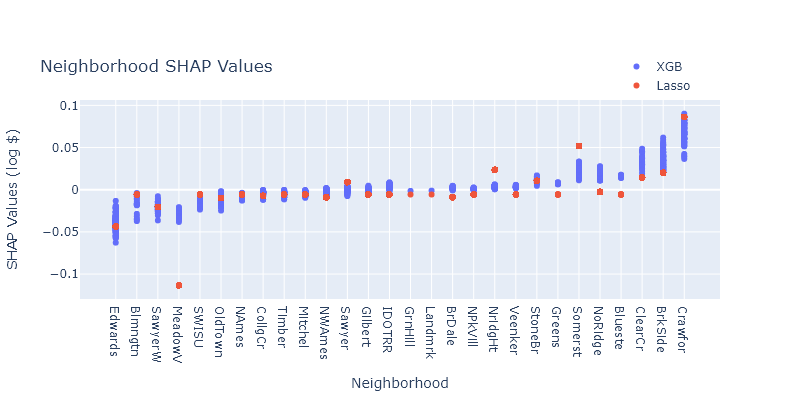 Neighborhood SHAP Values
XGB
Lasso
SHAP Values (log $)
0.1
0.05
0
−0.05
−0.1
Edwards
Blmngtn
SawyerW
MeadowV
SWISU
OldTown
NAmes
CollgCr
Timber
Mitchel
NWAmes
Sawyer
Gilbert
IDOTRR
GrnHill
Landmrk
BrDale
NPkVill
NridgHt
Veenker
StoneBr
Greens
Somerst
NoRidge
Blueste
ClearCr
BrkSide
Crawfor
Neighborhood